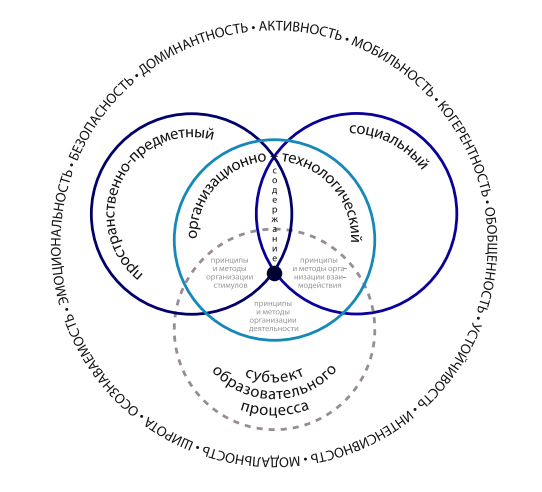 БЕЗОПАСНОСТЬ • ДОМИНАНТНОСТЬ • АКТИВНОСТЬ • МОБИЛЬНОСТЬ • КОГЕРЕНТНОСТЬ • ОБОБЩЕННОСТЬ • УСТОЙЧИВОСТЬ • ИНТЕНСИВНОСТЬ • МОДАЛЬНОСТЬ • ШИРОТА • ОСОЗНАВАЕМОСТЬ • ЭМОЦИОНАЛЬНОСТЬ •
пространственно-предметный
социальный
организационно + технологический
содержание
принципы
и методы
организации
стимулов
принципы
и методы орга-
низации взаи-
модействия
принципы
и методы
организации
деятельности
субъект
образовательного
процесса